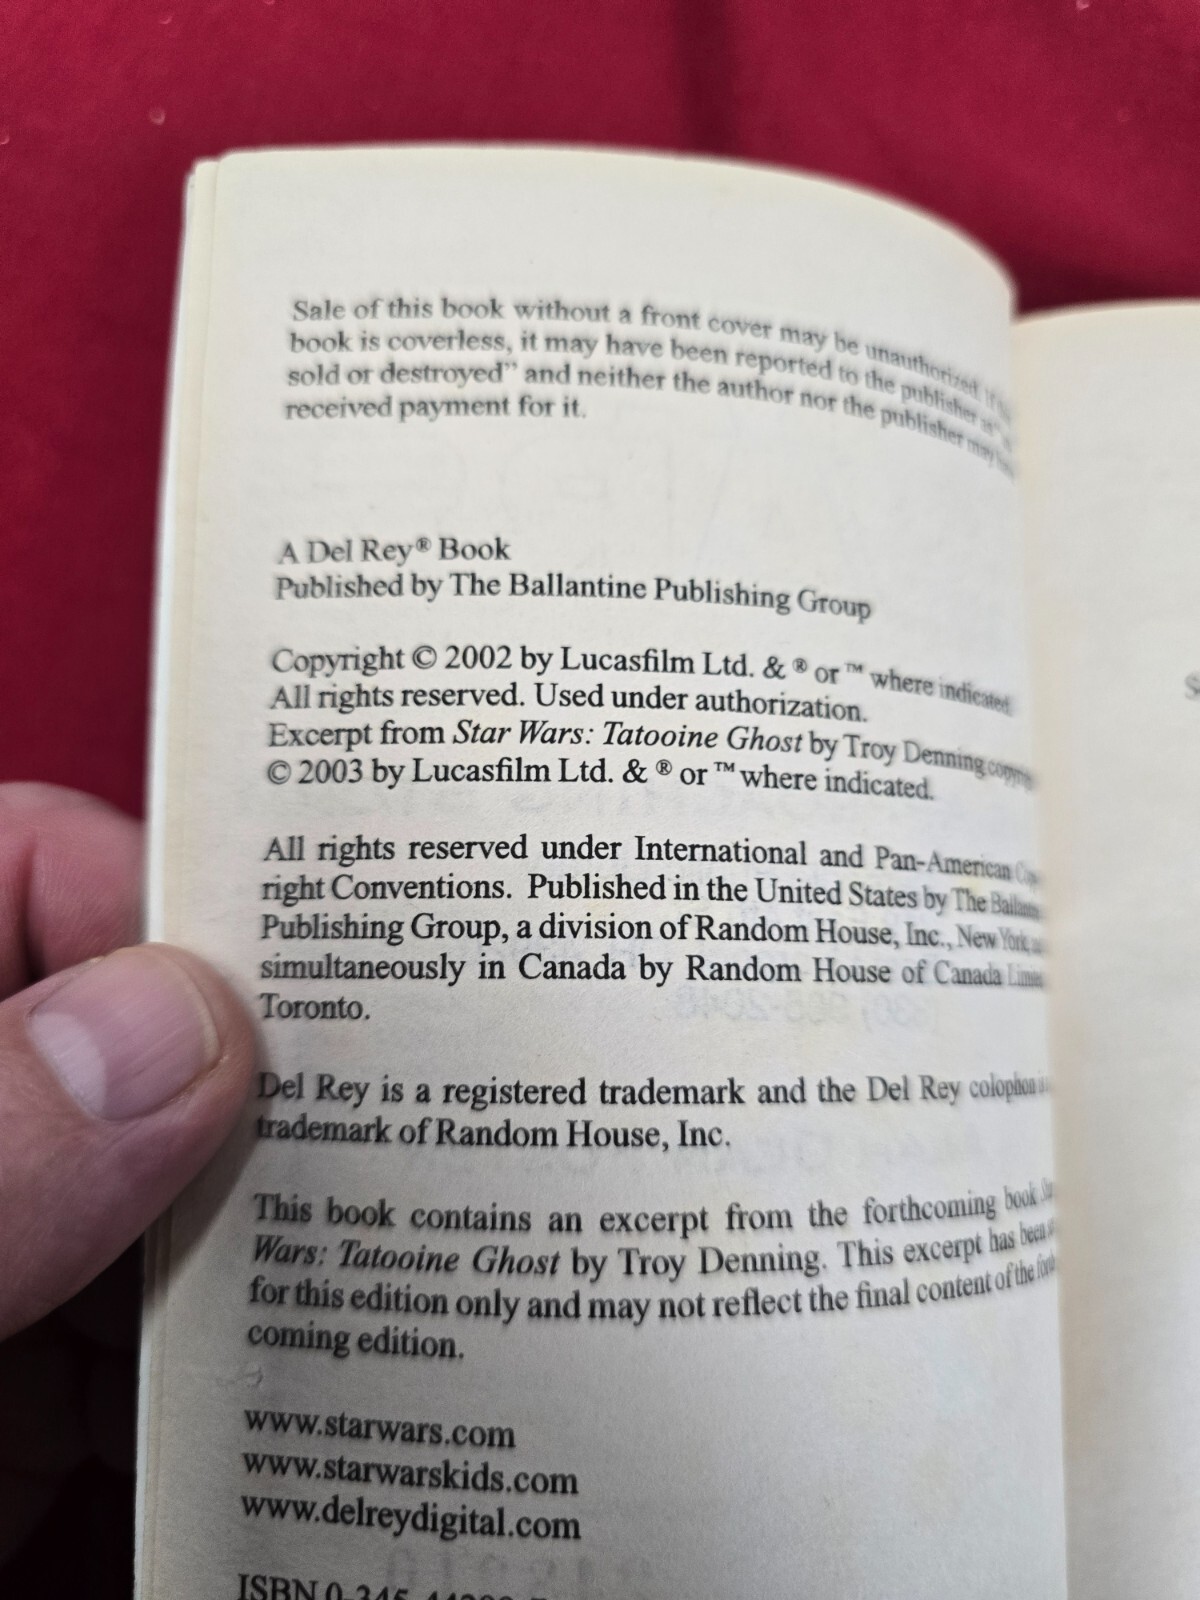 Sale of this book without a front cover may be unauthorized. If
book is coverless, it may have been reported to the publisher as
sold or destroyed” and neither the author nor the publisher may
received payment for it.
A Del Rey® Book
Published by The Ballantine Publishing Group
Copyright © 2002 by Lucasfilm Ltd. & ® or ™ where indicated.
All rights reserved. Used under authorization.
Excerpt from Star Wars: Tatooine Ghost by Troy Denning
© 2003 by Lucasfilm Ltd. & ® or ™ where indicated.
All rights reserved under International and Pan-American
right Conventions. Published in the United States by The
Publishing Group, a division of Random House, Inc., New York,
simultaneously in Canada by Random House of Canada
Toronto.
Del Rey is a registered trademark and the Del Rey colophon
trademark of Random House, Inc.
This book contains an excerpt from the forthcoming book
Wars: Tatooine Ghost by Troy Denning. This excerpt has been
for this edition only and may not reflect the final content of the
coming edition.
www.starwars.com
www.starwarskids.com
www.delreydigital.com
ISBN 0-345